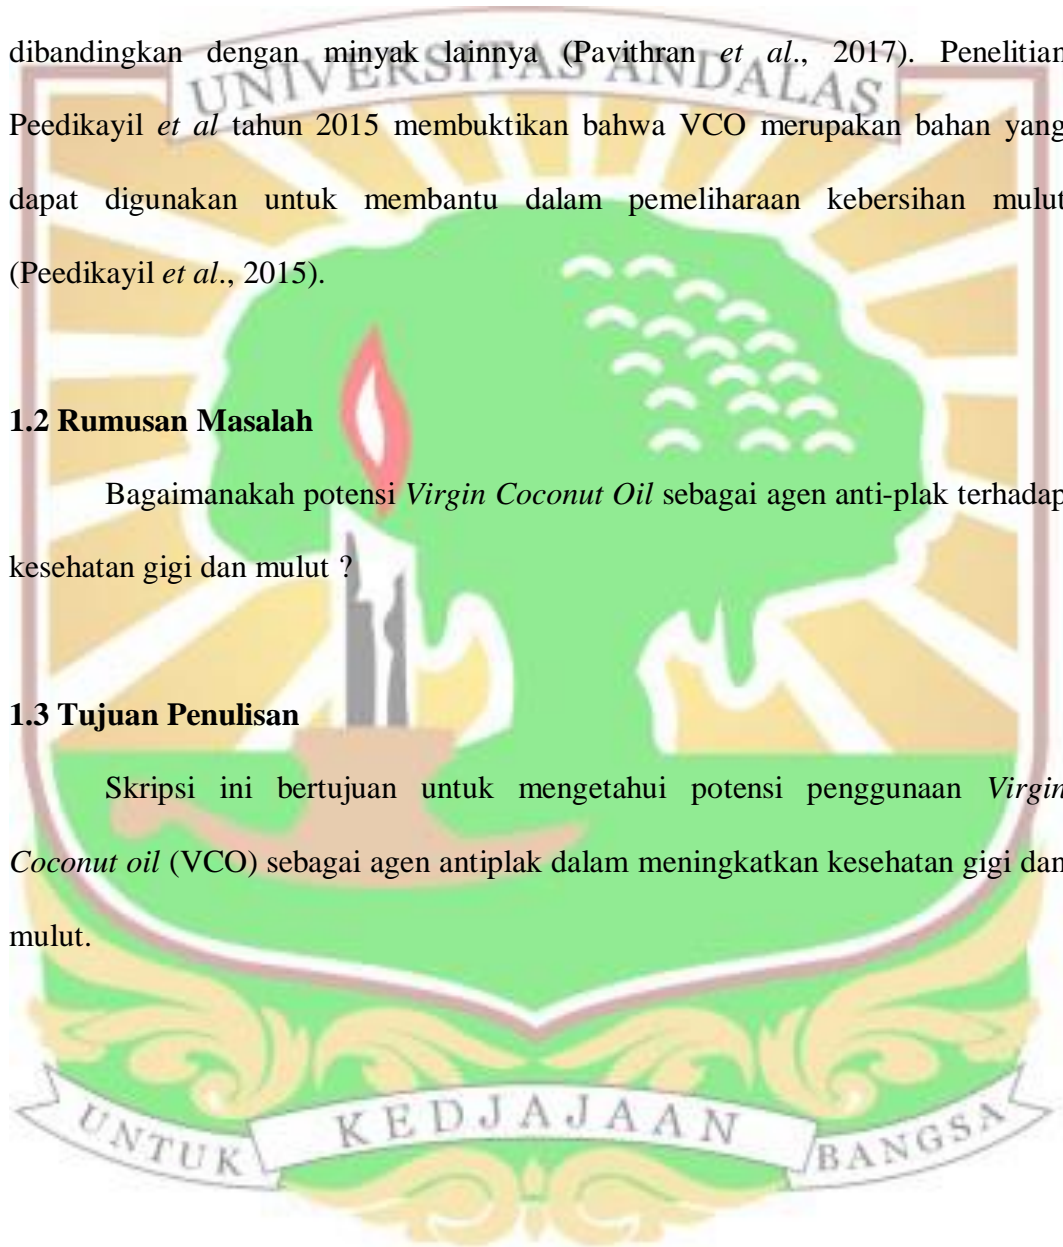 dibandingkan dengan minyak lainnya (Pavithran et al., 2017). Penelitian
UNIVERSITAS ANDALAS
Peedikayil et al tahun 2015 membuktikan bahwa VCO merupakan bahan yang
dapat digunakan untuk membantu dalam pemeliharaan kebersihan mulut
(Peedikayil et al., 2015).
1.2 Rumusan Masalah
Bagaimanakah potensi Virgin Coconut Oil sebagai agen anti-plak terhadap
kesehatan gigi dan mulut ?
1.3 Tujuan Penulisan
Skripsi ini bertujuan untuk mengetahui potensi penggunaan Virgin
Coconut oil (VCO) sebagai agen antiplak dalam meningkatkan kesehatan gigi dan
mulut.
UNTUK KEDJAJAAN BANGSA